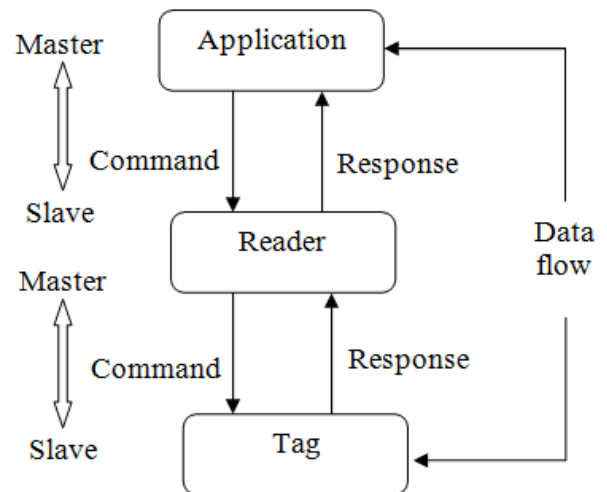 Application
Master
Command
Response
Slave
Reader
Data
flow
Master
Response
Command
Tag
Slave